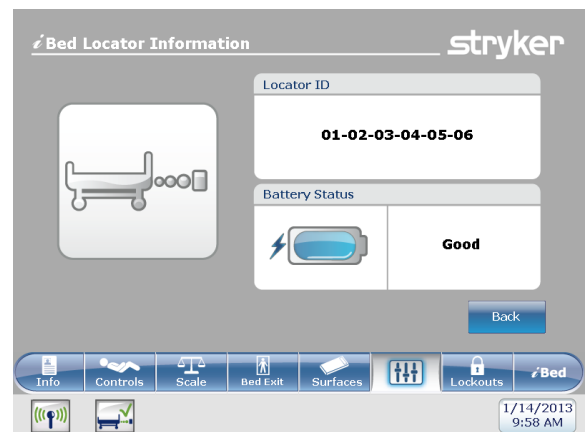 iBed Locator Information
stryker
Locator ID
01-02-03-04-05-06
Battery Status
Good
Back
Info
Controls
Scale
Bed Exit
Surfaces
Lockouts
iBed
1/14/2013
9:58 AM